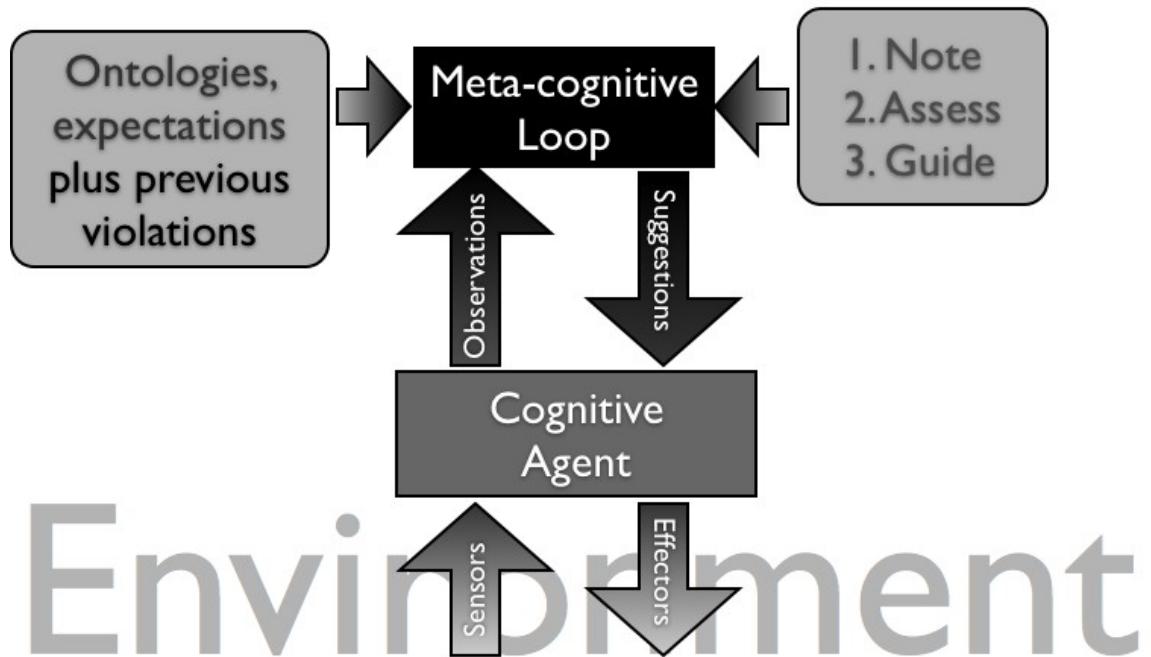 Ontologies,
expectations
plus previous
violations
Meta-cognitive
Loop
1. Note
2. Assess
3. Guide
Observations
Suggestions
Cognitive
Agent
Sensors
Effectors
Environment